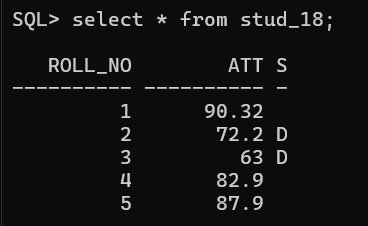 SQL> select * from stud_18;
ROLL_NO ATT S
---------- ---------- -
1 90.32
2 72.2 D
3 63 D
4 82.9
5 87.9